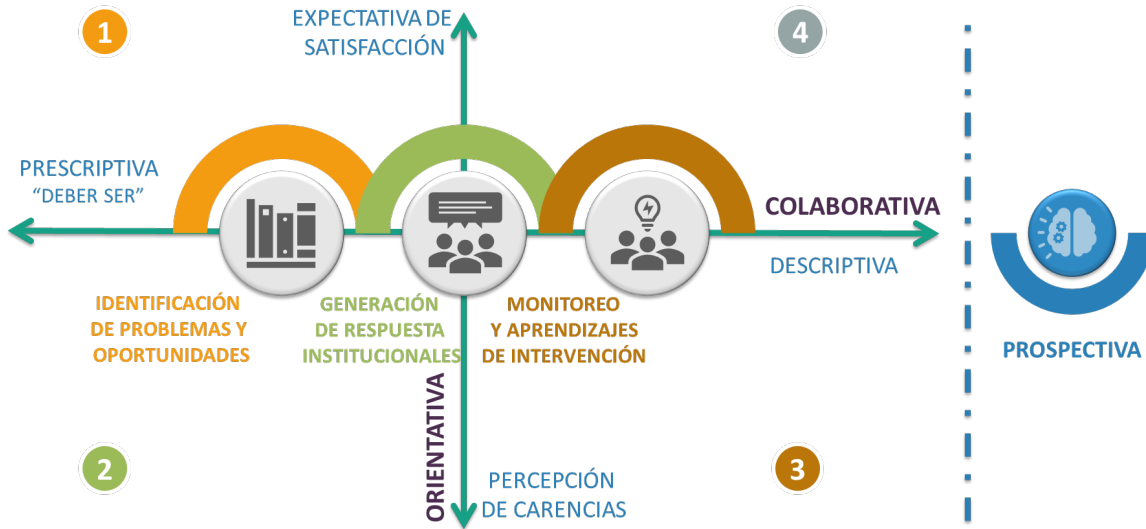 1
EXPECTATIVA DE
SATISFACCIÓN
4
PRESCRIPTIVA
“DEBER SER”
COLABORATIVA
DESCRIPTIVA
IDENTIFICACIÓN
DE PROBLEMAS Y
OPORTUNIDADES
GENERACIÓN
DE RESPUESTA
INSTITUCIONALES
MONITOREO
Y APRENDIZAJES
DE INTERVENCIÓN
PROSPECTIVA
ORIENTATIVA
2
3
PERCEPCIÓN
DE CARENCIAS